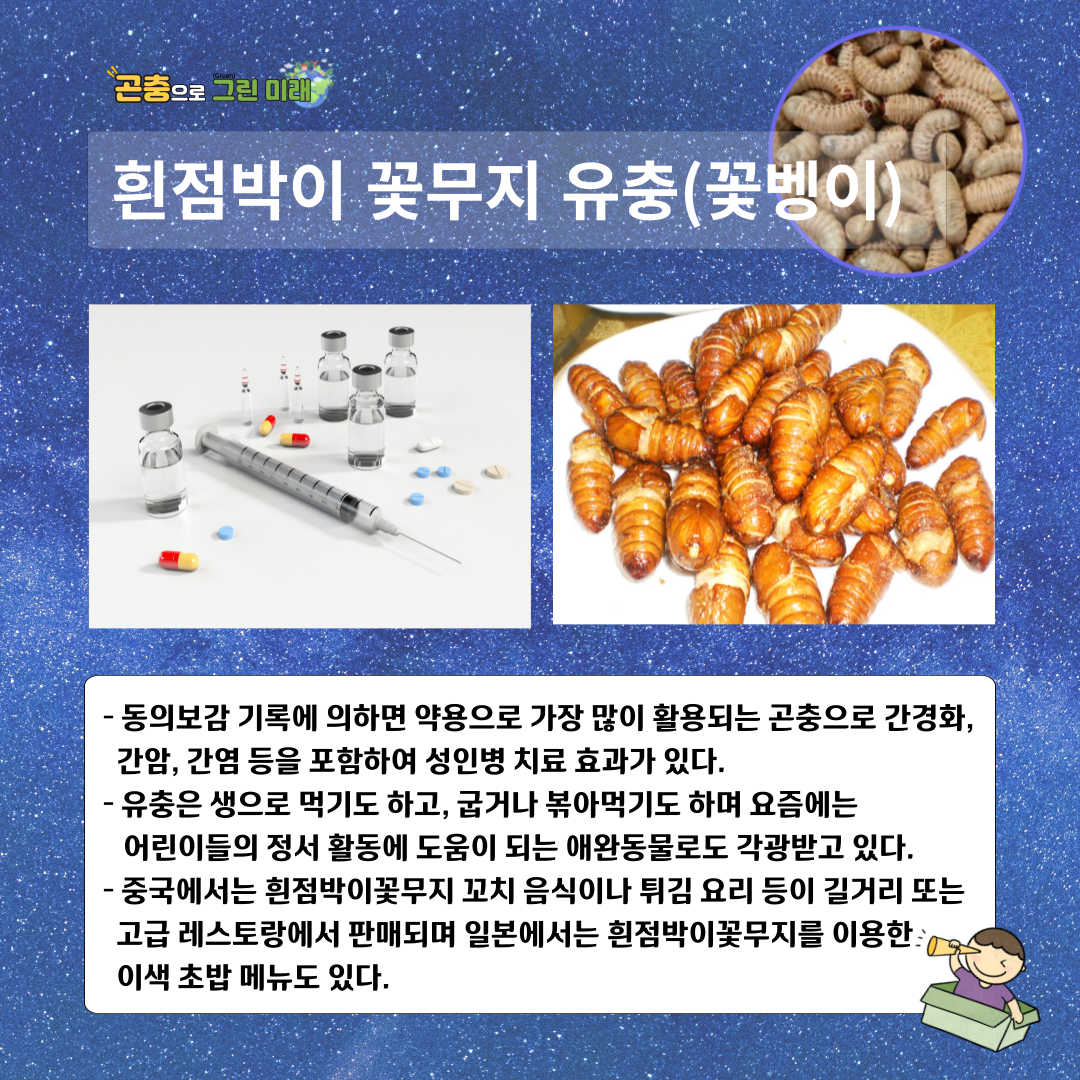 (Green)
곤충으로 그린 미래
흰점박이 꽃무지 유충(꽃벵이)
- 동의보감 기록에 의하면 약용으로 가장 많이 활용되는 곤충으로 간경화,
간암, 간염 등을 포함하여 성인병 치료 효과가 있다.
- 유충은 생으로 먹기도 하고, 굽거나 볶아먹기도 하며 요즘에는
어린이들의 정서 활동에 도움이 되는 애완동물로도 각광받고 있다.
- 중국에서는 흰점박이꽃무지 꼬치 음식이나 튀김 요리 등이 길거리 또는
고급 레스토랑에서 판매되며 일본에서는 흰점박이꽃무지를 이용한
이색 초밥 메뉴도 있다.